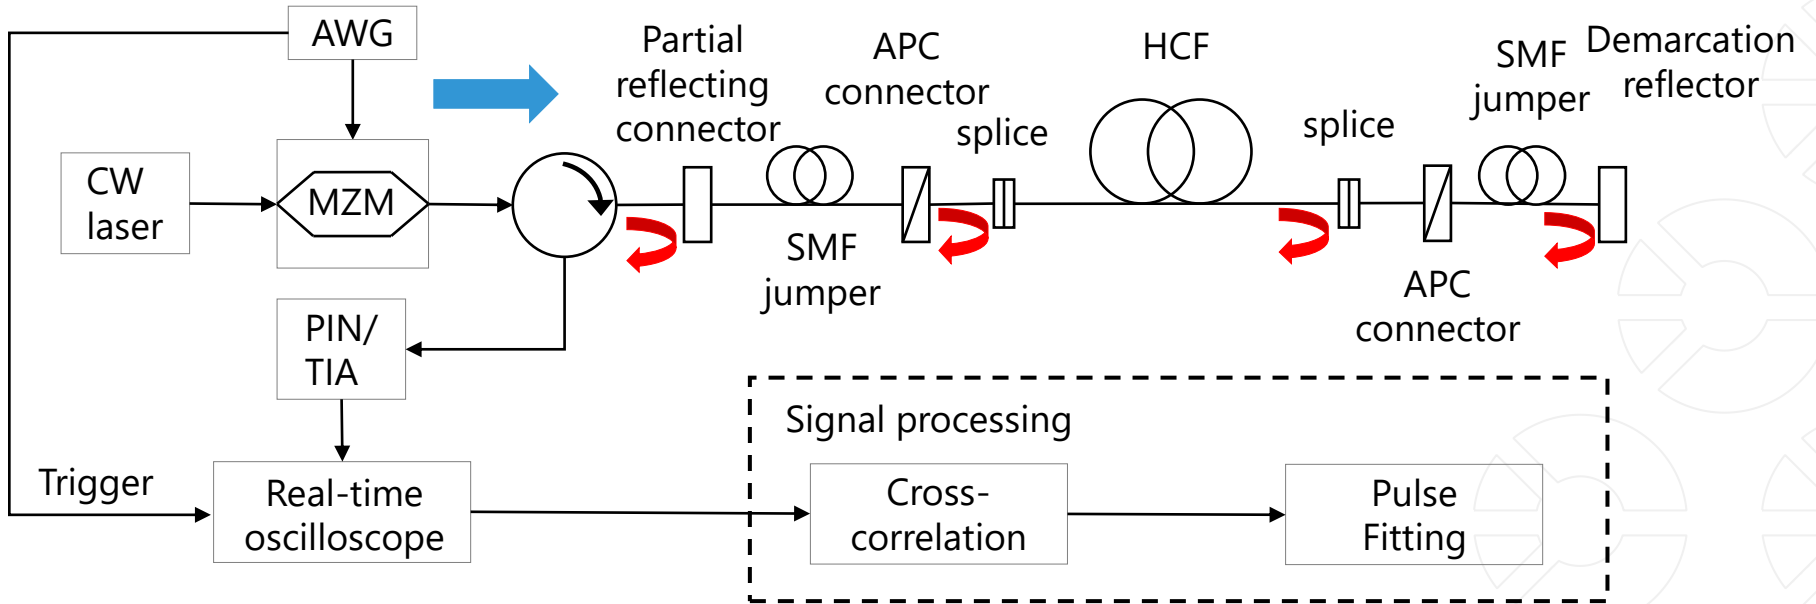 AWG
Partial
reflecting
connector
APC
connector
splice
HCF
splice
SMF
jumper
Demarcation
reflector
CW
laser
MZM
SMF
jumper
APC
connector
PIN/
TIA
Signal processing
Trigger
Real-time
oscilloscope
Cross-
correlation
Pulse
Fitting